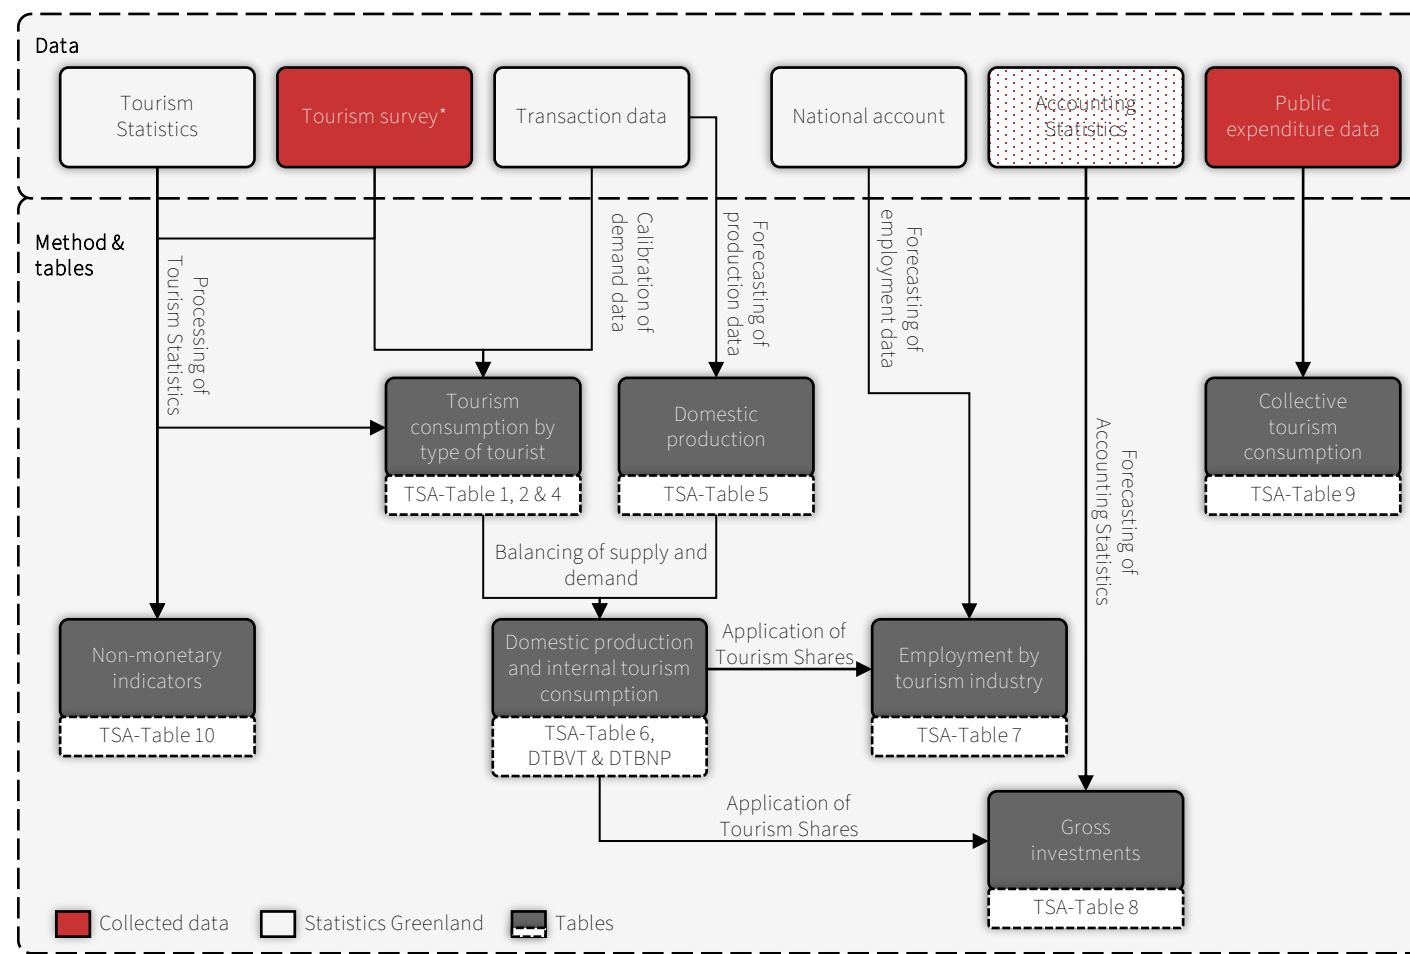 Data
Tourism
Statistics
Tourism survey*
Transaction data
National account
Accounting
Statistics
Public
expenditure data
Method &
tables
Processing of
Tourism Statistics
Calibration of
demand data
Forecasting of
production data
Forecasting of
employment data
Forecasting of
Accounting Statistics
Tourism
consumption by
type of tourist
TSA-Table 1, 2 & 4
Domestic
production
TSA-Table 5
Collective
tourism
consumption
TSA-Table 9
Balancing of supply and
demand
Non-monetary
indicators
TSA-Table 10
Domestic production
and internal tourism
consumption
TSA-Table 6,
DTBVT & DTBNP
Application of
Tourism Shares
Employment by
tourism industry
TSA-Table 7
Application of
Tourism Shares
Gross
investments
TSA-Table 8
Collected data
Statistics Greenland
Tables